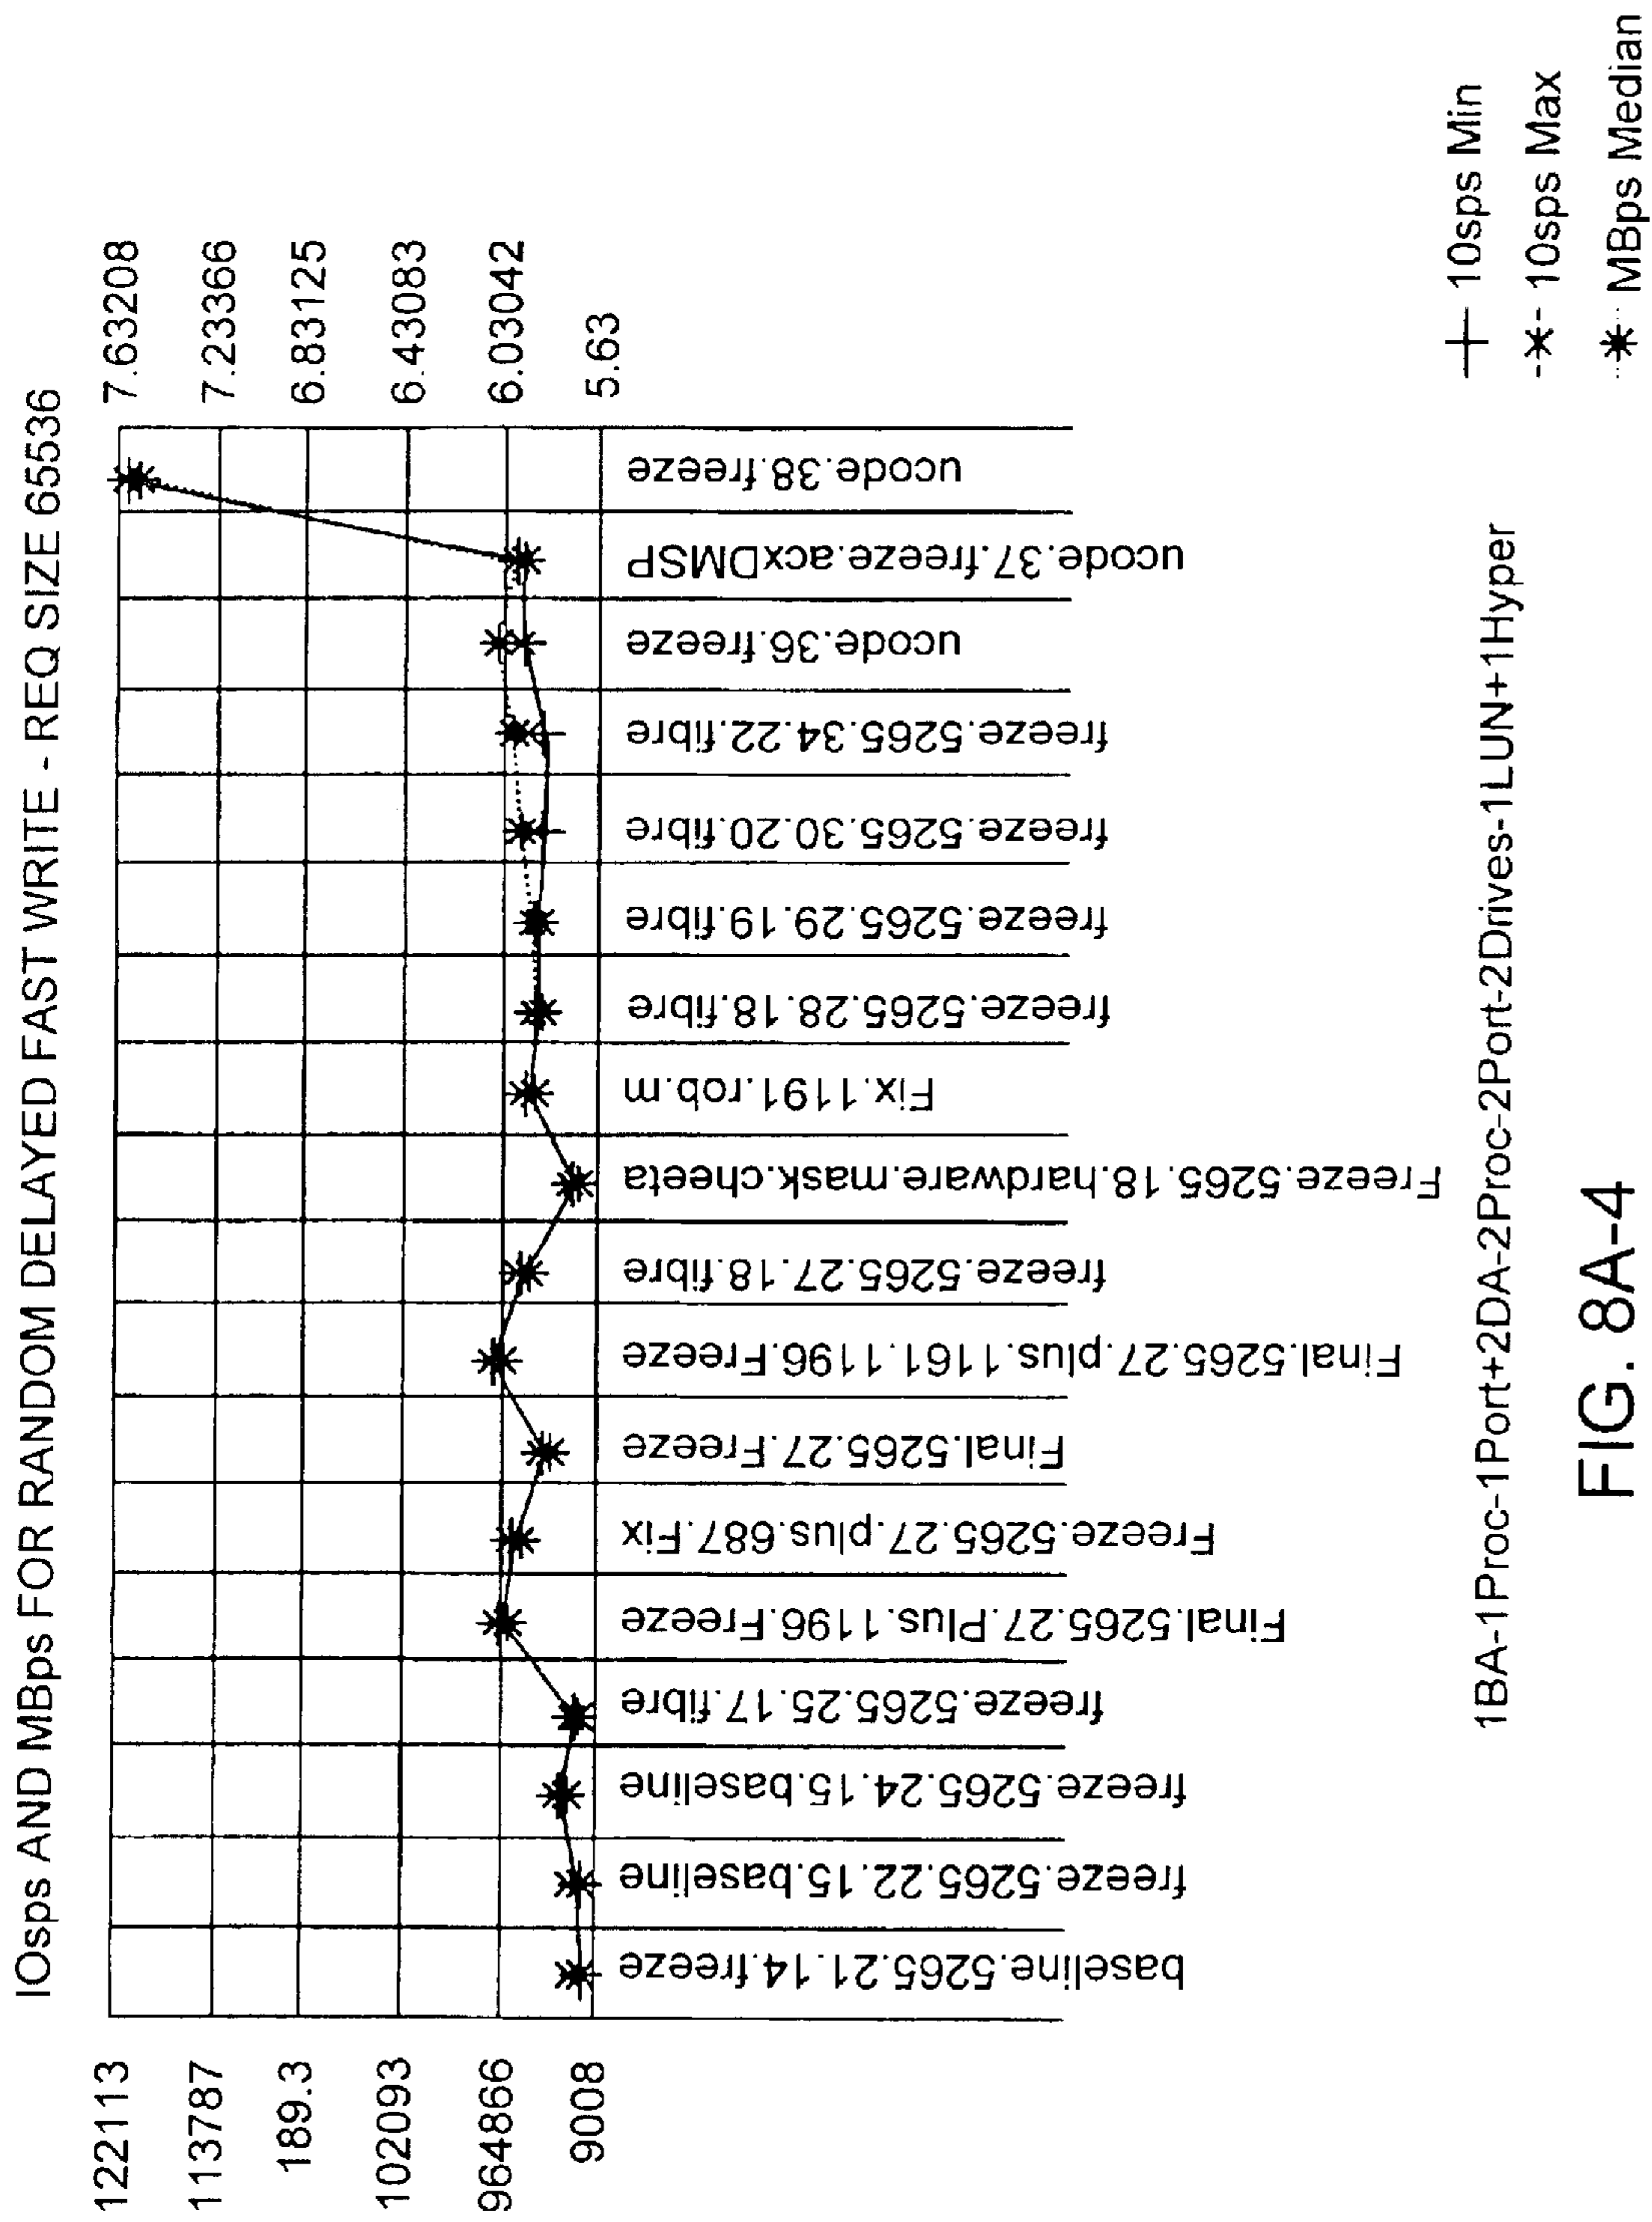 IOsps AND MBps FOR RANDOM DELAYED FAST WRITE - REQ SIZE 65536
122113
113787
189.3
102093
964866
9008
7.63208
7.23366
6.83125
6.43083
6.03042
5.63
baseline.5265.21.14.freeze
freeze.5265.22.15.baseline
freeze.5265.24.15.baseline
freeze.5265.25.17.fibre
Final.5265.27.Plus.1196.Freeze
Freeze.5265.27.plus.687.Fix
Final.5265.27.Freeze
Final.5265.27.plus.1161.1196.Freeze
freeze.5265.27.18.fibre
Freeze.5265.18.hardware.mask.cheeta
Fix.1191.rob.m
freeze.5265.28.18.fibre
freeze.5265.29.19.fibre
freeze.5265.30.20.fibre
freeze.5265.34.22.fibre
ucode.36.freeze
ucode.37.freeze.acxDMSP
ucode.38.freeze
10sps Min
10sps Max
MBps Median
1BA-1Proc-1Port+2DA-2Proc-2Port-2Drives-1LUN+1Hyper
FIG. 8A-4